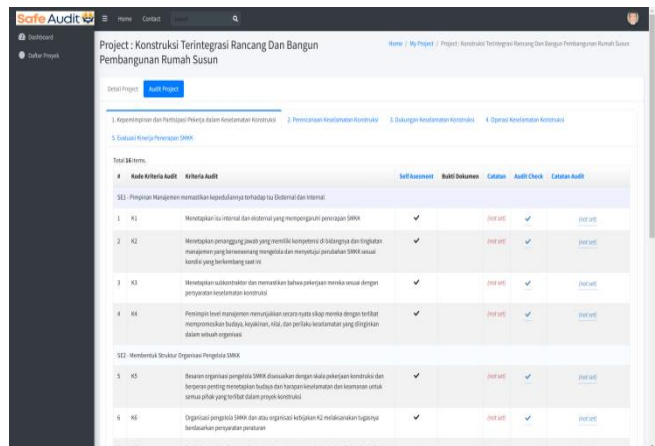 Safe Audit
Home Contact
Dashboard
Daftar Proyek
Project : Konstruksi Terintegrasi Rancang Dan Bangun
Pembangunan Rumah Susun
Home / My Project / Project : Konstruksi Terintegrasi Rancang Dan Bangun Pembangunan Rumah Susun
Detail Project Audit Project
1. Kepemimpinan dan Partisipasi Pekerja dalam Keselamatan Konstruksi 2. Perencanaan Keselamatan Konstruksi 3. Dukungan Keselamatan Konstruksi 4. Operasi Keselamatan Konstruksi
5. Evaluasi Kinerja Penerapan SMKK
Total 16 items.
# Kode Kriteria Audit Kriteria Audit Self Asesment Bukti Dokumen Catatan Audit Check Catatan Audit
SE1 - Pimpinan Manajemen memastikan kepeduliannya terhadap Isu Eksternal dan Internal
1 K1 Menetapkan isu internal dan eksternal yang mempengaruhi penerapan SMKK (not set) (not set)
2 K2 Menetapkan penanggung jawab yang memiliki kompetensi di bidangnya dan tingkatan
manajemen yang berwenang mengelola dan menyetujui perubahan SMKK sesuai
kondisi yang berkembang saat ini
(not set) (not set)
3 K3 Menetapkan subkontraktor dan memastikan bahwa pekerjaan mereka sesuai dengan
persyaratan keselamatan konstruksi
(not set) (not set)
4 K4 Pemimpin level manajemen menunjukkan secara nyata sikap mereka dengan terlibat
mempromosikan budaya, keyakinan, nilai, dan perilaku keselamatan yang diinginkan
dalam sebuah organisasi
(not set) (not set)
SE2 - Membentuk Struktur Organisasi Pengelola SMKK
5 K5 Besaran organisasi pengelola SMKK disesuaikan dengan skala pekerjaan konstruksi dan
berperan penting menetapkan budaya dan harapan keselamatan dan keamanan untuk
semua pihak yang terlibat dalam proyek konstruksi
(not set) (not set)
6 K6 Organisasi pengelola SMKK dan atau organisasi kebijakan K2 melaksanakan tugasnya
berdasarkan persyaratan peraturan
(not set) (not set)